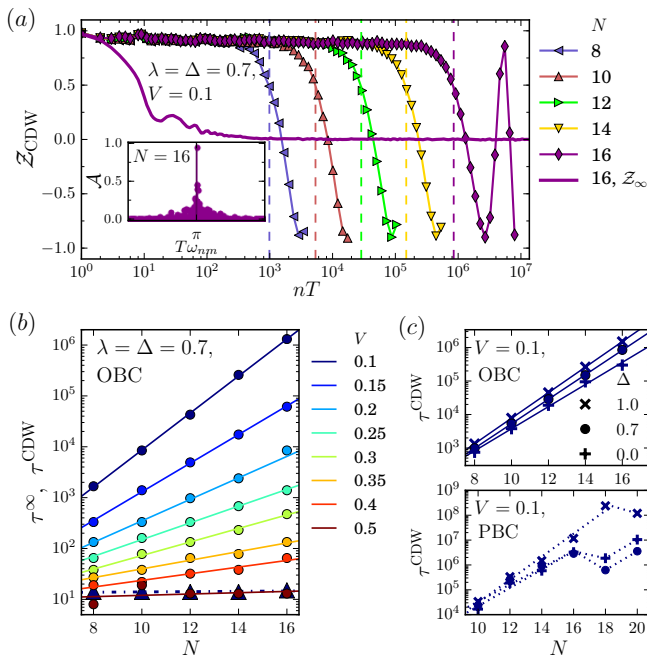 (a)
N
1.0
0.5
0.0
−0.5
−1.0
𝒵_CDW
λ = Δ = 0.7,
V = 0.1
8
10
12
14
16
16, 𝒵_∞
N = 16
𝒜
1.0
0.5
0.0
π
Tω_nm
10^0 10^1 10^2 10^3 10^4 10^5 10^6 10^7
nT
(b)
λ = Δ = 0.7,
OBC
V
0.1
0.15
0.2
0.25
0.3
0.35
0.4
0.5
10^6
10^5
10^4
10^3
10^2
10^1
τ^∞, τ^CDW
8 10 12 14 16
N
(c)
V = 0.1,
OBC
Δ
1.0
0.7
0.0
10^6
10^5
10^4
10^3
τ^CDW
8 10 12 14 16
V = 0.1,
PBC
10^9
10^8
10^7
10^6
10^5
10^4
τ^CDW
10 12 14 16 18 20
N